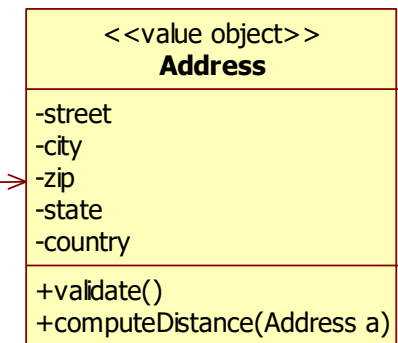 <<value object>>
Address
-street
-city
-zip
-state
-country
+validate()
+computeDistance(Address a)